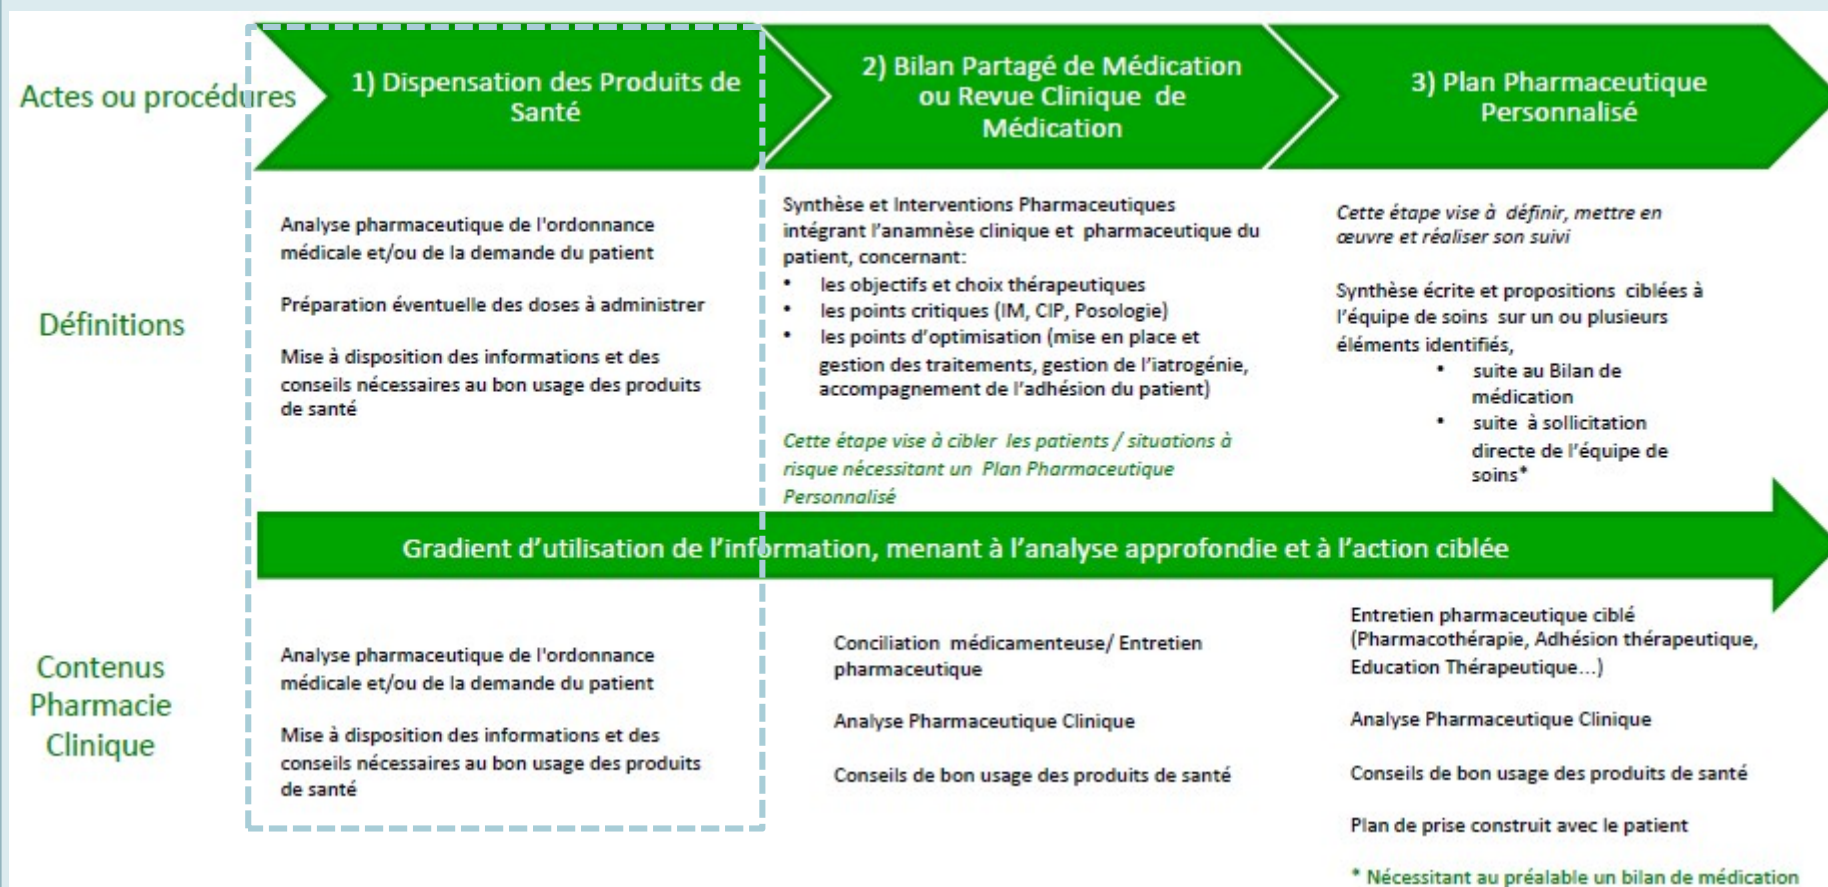 Actes ou procédures
1) Dispensation des Produits de
Santé
2) Bilan Partagé de Médication
ou Revue Clinique de
Médication
3) Plan Pharmaceutique
Personnalisé
Définitions
Analyse pharmaceutique de l'ordonnance
médicale et/ou de la demande du patient
Préparation éventuelle des doses à administrer
Mise à disposition des informations et des
conseils nécessaires au bon usage des produits
de santé
Synthèse et Interventions Pharmaceutiques
intégrant l'anamnèse clinique et pharmaceutique du
patient, concernant:
• les objectifs et choix thérapeutiques
• les points critiques (IM, CIP, Posologie)
• les points d'optimisation (mise en place et
gestion des traitements, gestion de l'iatrogénie,
accompagnement de l'adhésion du patient)
Cette étape vise à cibler les patients / situations à
risque nécessitant un Plan Pharmaceutique
Personnalisé
Cette étape vise à définir, mettre en
œuvre et réaliser son suivi
Synthèse écrite et propositions ciblées à
l'équipe de soins sur un ou plusieurs
éléments identifiés,
• suite au Bilan de
médication
• suite à sollicitation
directe de l'équipe de
soins*
Gradient d'utilisation de l'information, menant à l'analyse approfondie et à l'action ciblée
Contenus
Pharmacie
Clinique
Analyse pharmaceutique de l'ordonnance
médicale et/ou de la demande du patient
Mise à disposition des informations et des
conseils nécessaires au bon usage des produits
de santé
Conciliation médicamenteuse/ Entretien
pharmaceutique
Analyse Pharmaceutique Clinique
Conseils de bon usage des produits de santé
Entretien pharmaceutique ciblé
(Pharmacothérapie, Adhésion thérapeutique,
Education Thérapeutique...)
Analyse Pharmaceutique Clinique
Conseils de bon usage des produits de santé
Plan de prise construit avec le patient
* Nécessitant au préalable un bilan de médication